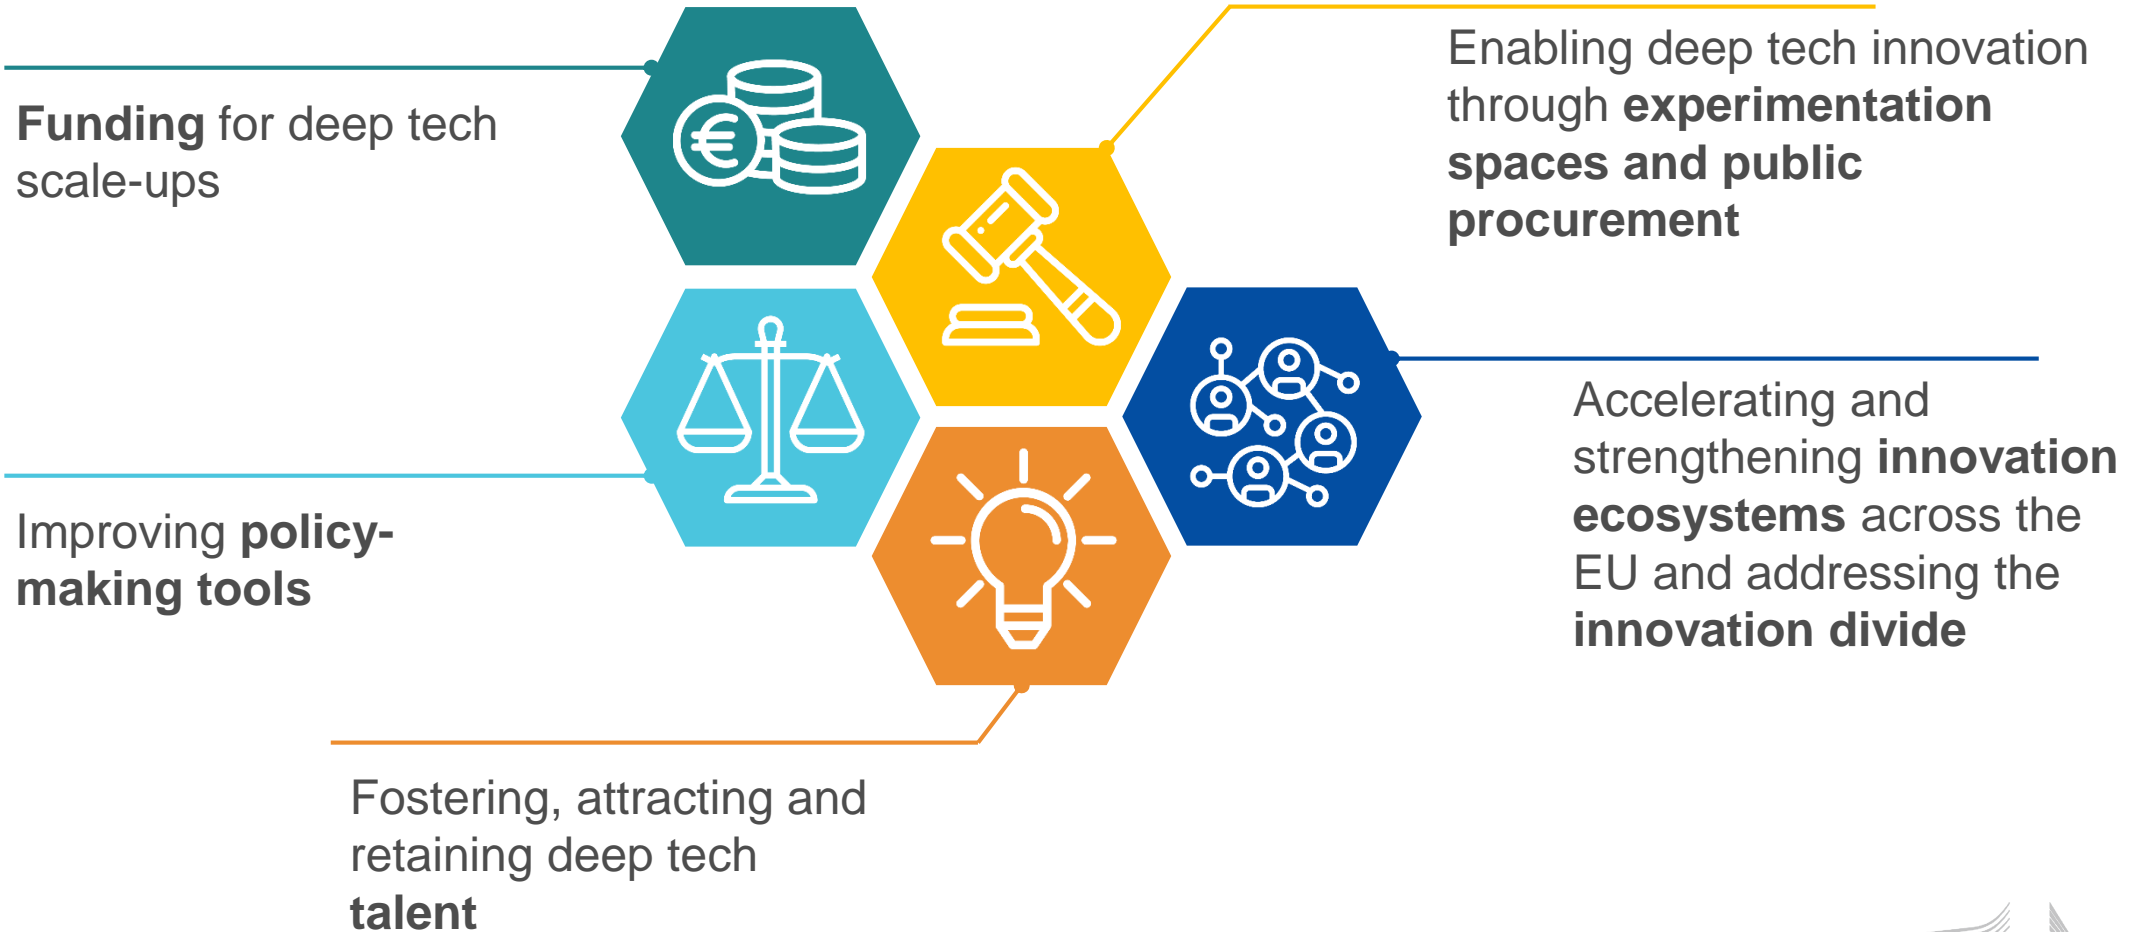 Funding for deep tech
scale-ups
Enabling deep tech innovation
through experimentation
spaces and public
procurement
Accelerating and
strengthening innovation
ecosystems across the
EU and addressing the
innovation divide
Improving policy-
making tools
Fostering, attracting and
retaining deep tech
talent